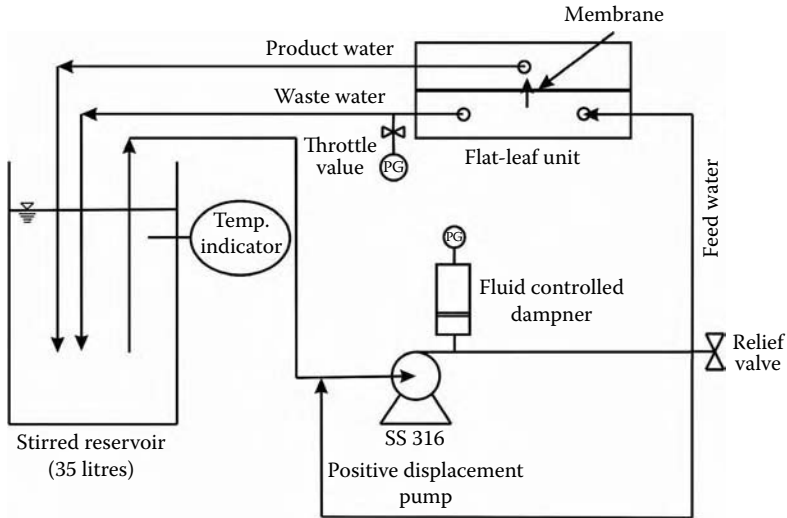 Membrane
Product water
Waste water
Throttle
value
PG
Flat-leaf unit
Temp.
indicator
PG
Fluid controlled
dampner
Feed water
Relief
valve
SS 316
Stirred reservoir
(35 litres)
Positive displacement
pump